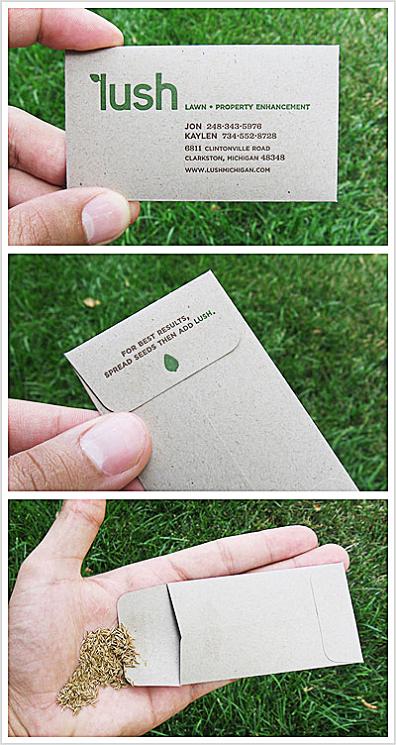 lush LAWN + PROPERTY ENHANCEMENT
JON 248-343-5976
KAYLEN 734-552-8728
6811 CLINTONVILLE ROAD
CLARKSTON, MICHIGAN 48348
WWW.LUSHMICHIGAN.COM
FOR BEST RESULTS,
SPREAD SEEDS THEN ADD LUSH.